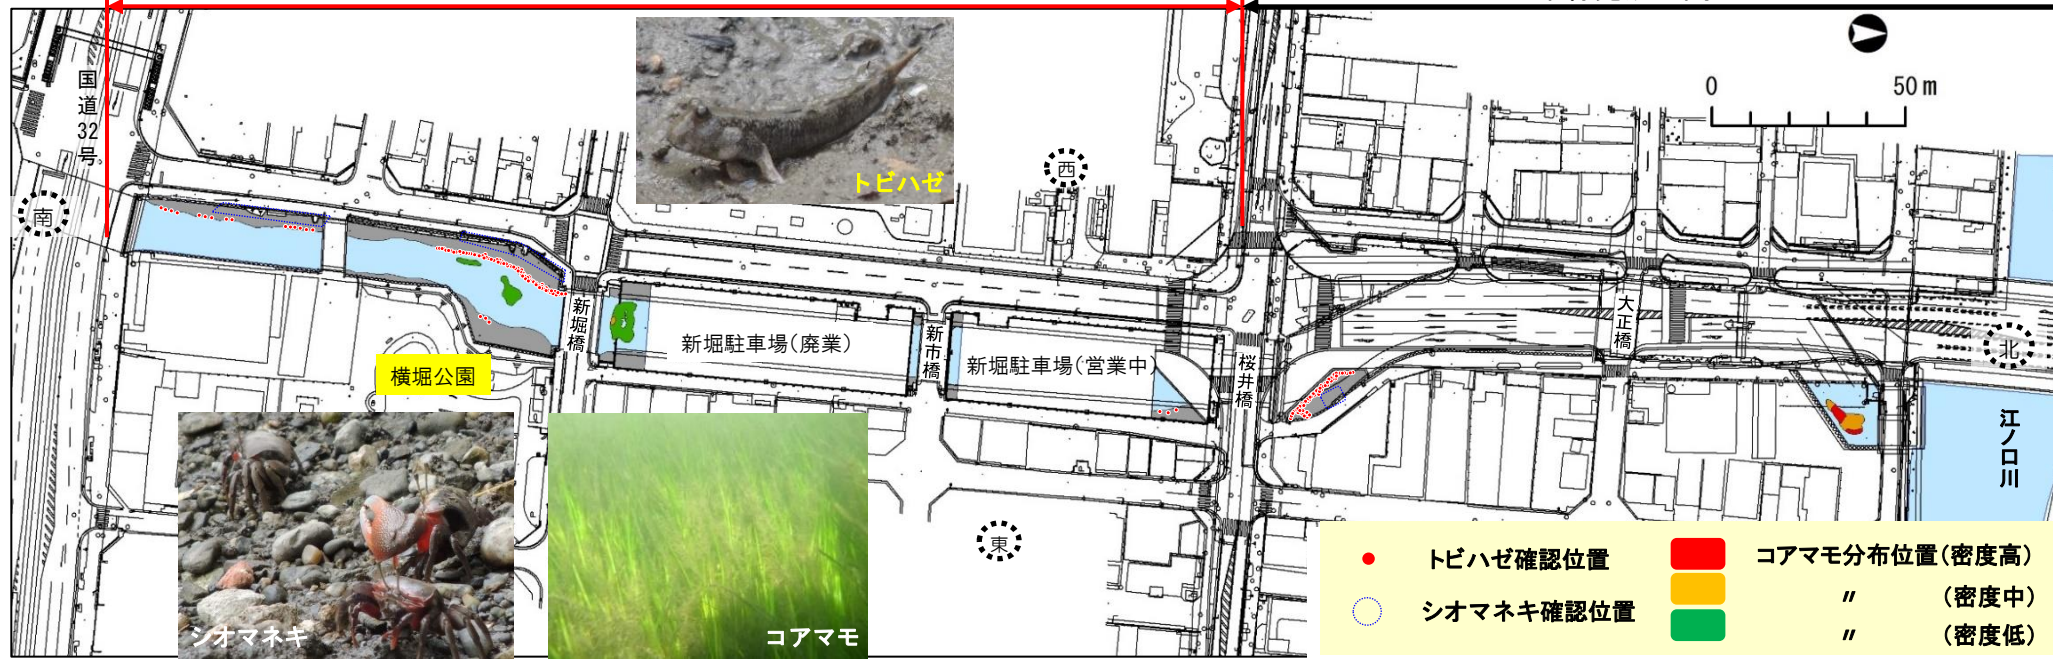 国道32号
南
西
東
北
0 50m
トビハゼ
新堀橋
新堀駐車場(廃業)
新市橋
新堀駐車場(営業中)
桜井橋
大正橋
江ノ口川
横堀公園
シオマネキ
コアマモ
トビハゼ確認位置
シオマネキ確認位置
コアマモ分布位置(密度高)
〃 (密度中)
〃 (密度低)